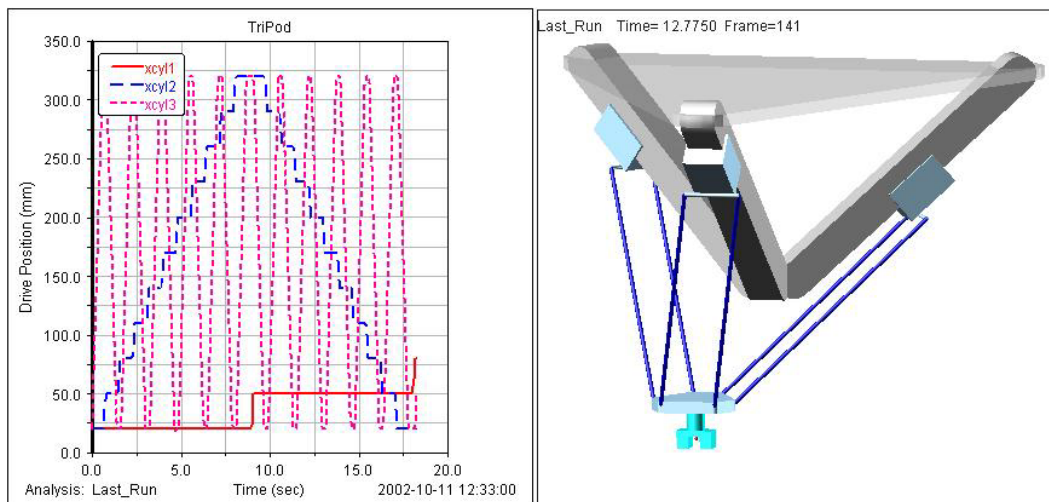 TriPod
350.0
300.0
250.0
200.0
150.0
100.0
50.0
0.0
Drive Position (mm)
xcyl1
xcyl2
xcyl3
0.0 5.0 10.0 15.0 20.0
Analysis: Last_Run Time (sec) 2002-10-11 12:33:00
Last_Run Time= 12.7750 Frame=141